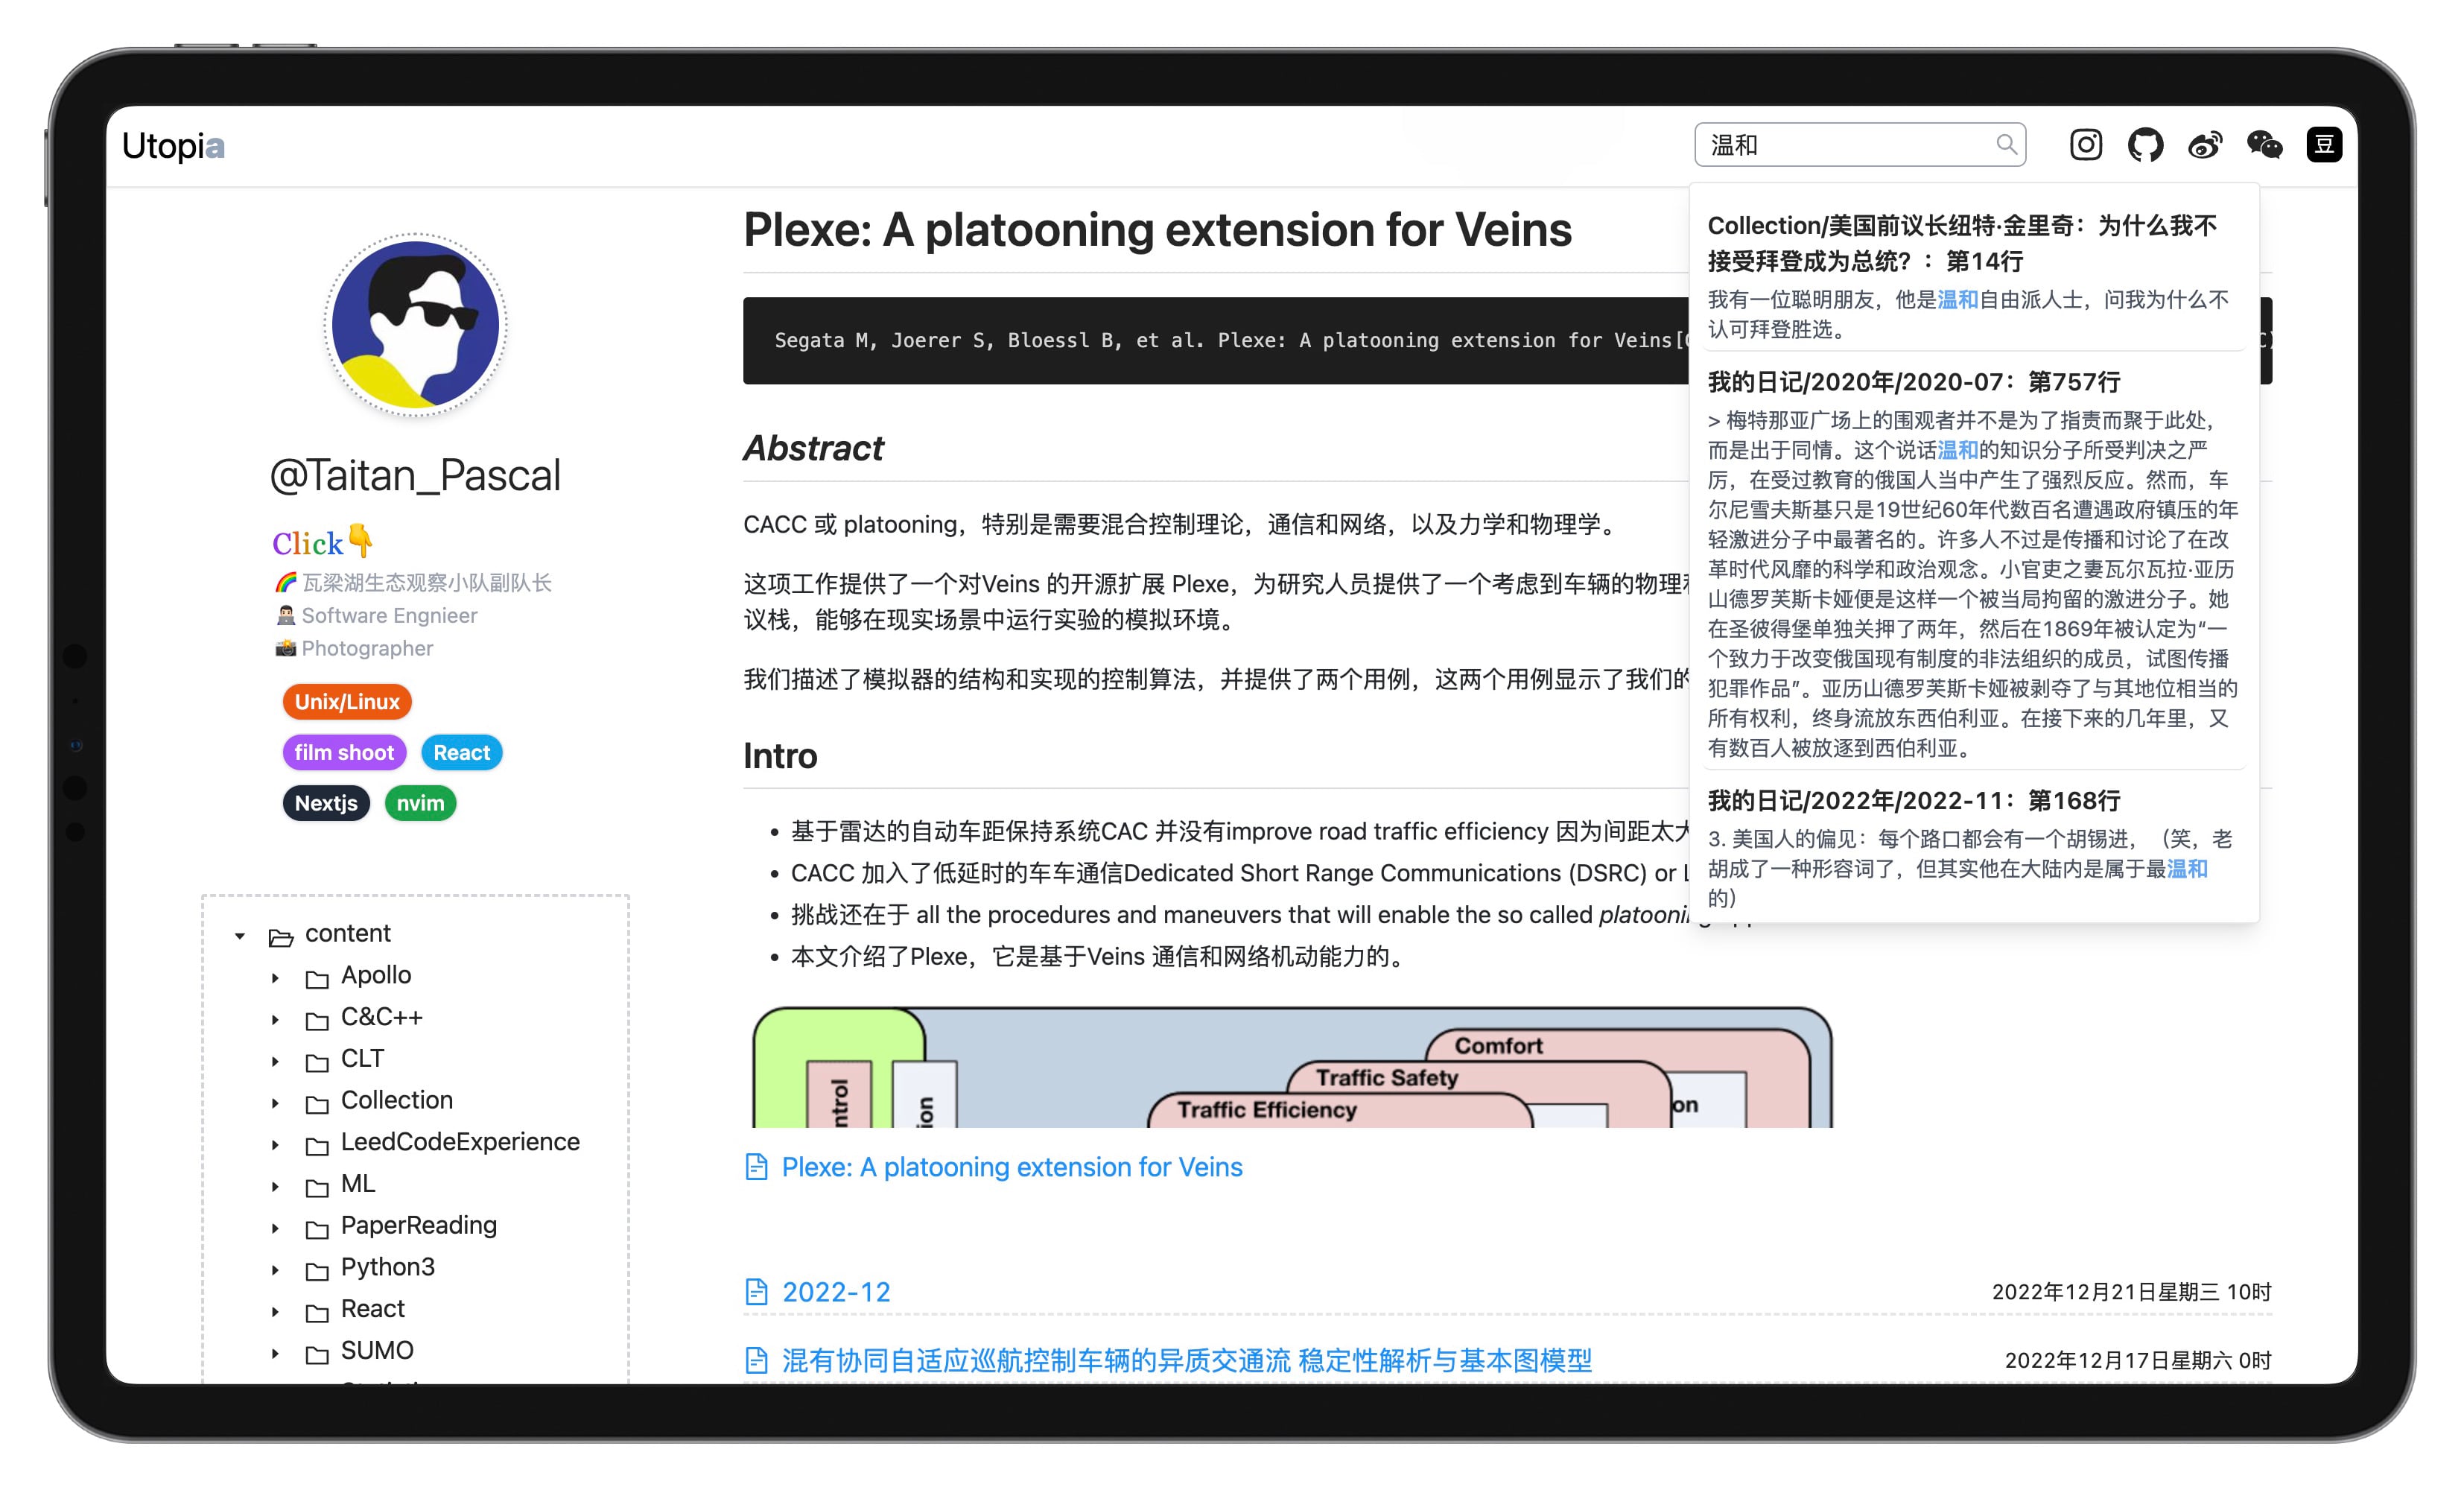 Utopia
温和
豆
@Taitan_Pascal
Click👇
🌈 瓦梁湖生态观察小队副队长
👨🏻‍💻 Software Engnieer
📸 Photographer
Unix/Linux
film shoot React
Nextjs nvim
content
Apollo
C&C++
CLT
Collection
LeedCodeExperience
ML
PaperReading
Python3
React
SUMO
Plexe: A platooning extension for Veins
Segata M, Joerer S, Bloessl B, et al. Plexe: A platooning extension for Veins[
Abstract
CACC 或 platooning，特别是需要混合控制理论，通信和网络，以及力学和物理学。
这项工作提供了一个对Veins 的开源扩展 Plexe，为研究人员提供了一个考虑到车辆的物理
议栈，能够在现实场景中运行实验的模拟环境。
我们描述了模拟器的结构和实现的控制算法，并提供了两个用例，这两个用例显示了我们的
Intro
• 基于雷达的自动车距保持系统CAC 并没有improve road traffic efficiency 因为间距太大
• CACC 加入了低延时的车车通信Dedicated Short Range Communications (DSRC) or
• 挑战还在于 all the procedures and maneuvers that will enable the so called platooning
• 本文介绍了Plexe，它是基于Veins 通信和网络机动能力的。
Comfort
Traffic Safety
Traffic Efficiency
Plexe: A platooning extension for Veins
2022-12 2022年12月21日星期三 10时
混有协同自适应巡航控制车辆的异质交通流 稳定性解析与基本图模型 2022年12月17日星期六 0时
Collection/美国前议长纽特·金里奇：为什么我不
接受拜登成为总统？：第14行
我有一位聪明朋友，他是温和自由派人士，问我为什么不
认可拜登胜选。
我的日记/2020年/2020-07：第757行
> 梅特那亚广场上的围观者并不是为了指责而聚于此处，
而是出于同情。这个说话温和的知识分子所受判决之严
厉，在受过教育的俄国人当中产生了强烈反应。然而，车
尔尼雪夫斯基只是19世纪60年代数百名遭遇政府镇压的年
轻激进分子中最著名的。许多人不过是传播和讨论了在改
革时代风靡的科学和政治观念。小官吏之妻瓦尔瓦拉·亚历
山德罗芙斯卡娅便是这样一个被当局拘留的激进分子。她
在圣彼得堡单独关押了两年，然后在1869年被认定为“一
个致力于改变俄国现有制度的非法组织的成员，试图传播
犯罪作品”。亚历山德罗芙斯卡娅被剥夺了与其地位相当的
所有权利，终身流放东西伯利亚。在接下来的几年里，又
有数百人被放逐到西伯利亚。
我的日记/2022年/2022-11：第168行
3. 美国人的偏见：每个路口都会有一个胡锡进，（笑，老
胡成了一种形容词了，但其实他在大陆内是属于最温和
的）